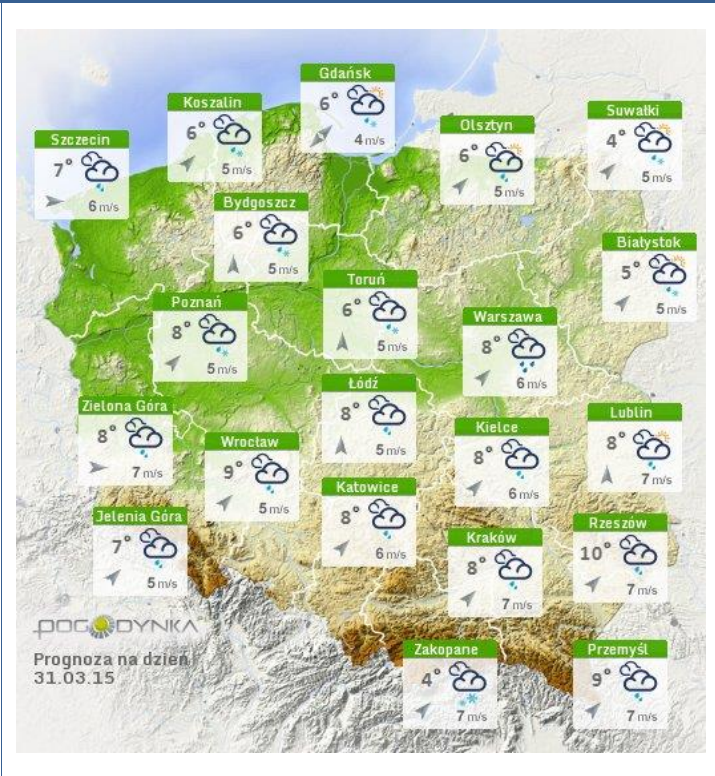 Gdańsk
6°
4 m/s
Koszalin
6°
5 m/s
Suwałki
4°
5 m/s
Olsztyn
6°
5 m/s
Szczecin
7°
6 m/s
Bydgoszcz
6°
5 m/s
Białystok
5°
5 m/s
Toruń
6°
5 m/s
Poznań
8°
5 m/s
Warszawa
8°
6 m/s
Łódź
8°
5 m/s
Zielona Góra
8°
7 m/s
Lublin
8°
7 m/s
Kielce
8°
6 m/s
Wrocław
9°
5 m/s
Katowice
8°
6 m/s
Jelenia Góra
7°
5 m/s
Rzeszów
10°
7 m/s
Kraków
8°
7 m/s
POGODYNKA
Prognoza na dzień
31.03.15
Zakopane
4°
7 m/s
Przemyśl
9°
7 m/s